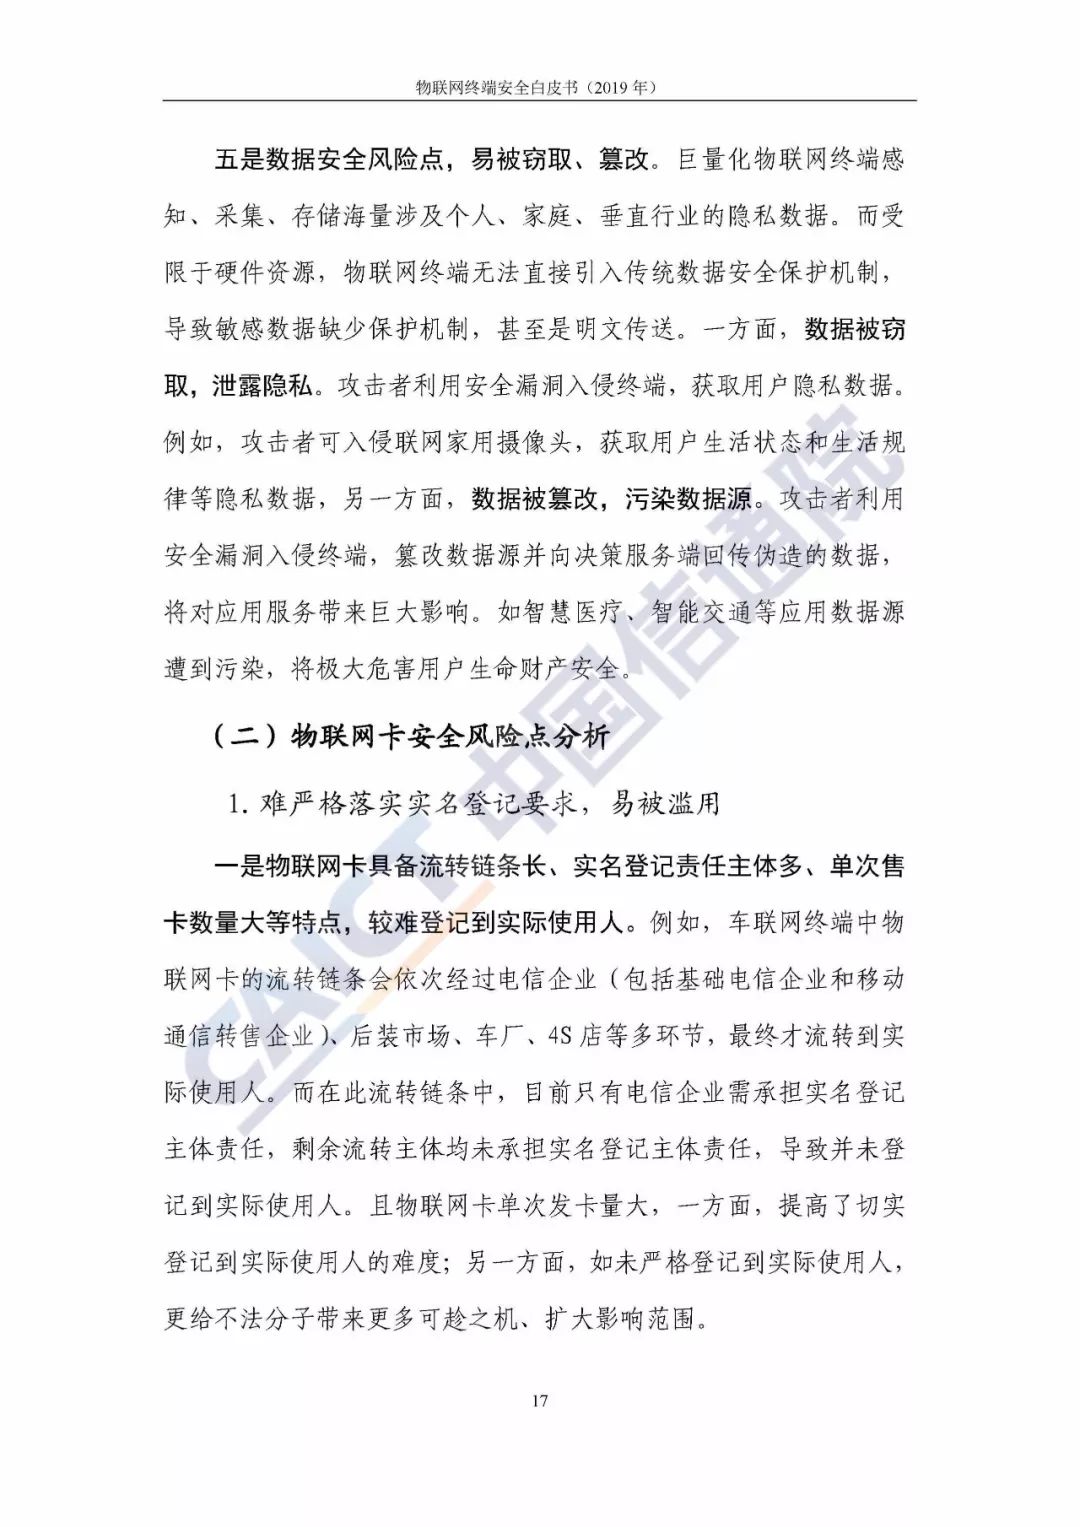 物联网终端安全白皮书（2019 年）
五是数据安全风险点，易被窃取、篡改。巨量化物联网终端感
知、采集、存储海量涉及个人、家庭、垂直行业的隐私数据。而受
限于硬件资源，物联网终端无法直接引入传统数据安全保护机制，
导致敏感数据缺少保护机制，甚至是明文传送。一方面，数据被窃
取，泄露隐私。攻击者利用安全漏洞入侵终端，获取用户隐私数据。
例如，攻击者可入侵联网家用摄像头，获取用户生活状态和生活规
律等隐私数据，另一方面，数据被篡改，污染数据源。攻击者利用
安全漏洞入侵终端，篡改数据源并向决策服务端回传伪造的数据，
将对应用服务带来巨大影响。如智慧医疗、智能交通等应用数据源
遭到污染，将极大危害用户生命财产安全。
（二）物联网卡安全风险点分析
1. 难严格落实实名登记要求，易被滥用
一是物联网卡具备流转链条长、实名登记责任主体多、单次售
卡数量大等特点，较难登记到实际使用人。例如，车联网终端中物
联网卡的流转链条会依次经过电信企业（包括基础电信企业和移动
通信转售企业）、后装市场、车厂、4S 店等多环节，最终才流转到实
际使用人。而在此流转链条中，目前只有电信企业需承担实名登记
主体责任，剩余流转主体均未承担实名登记主体责任，导致并未登
记到实际使用人。且物联网卡单次发卡量大，一方面，提高了切实
登记到实际使用人的难度；另一方面，如未严格登记到实际使用人，
更给不法分子带来更多可趁之机、扩大影响范围。
17
CAICT 中国信通院